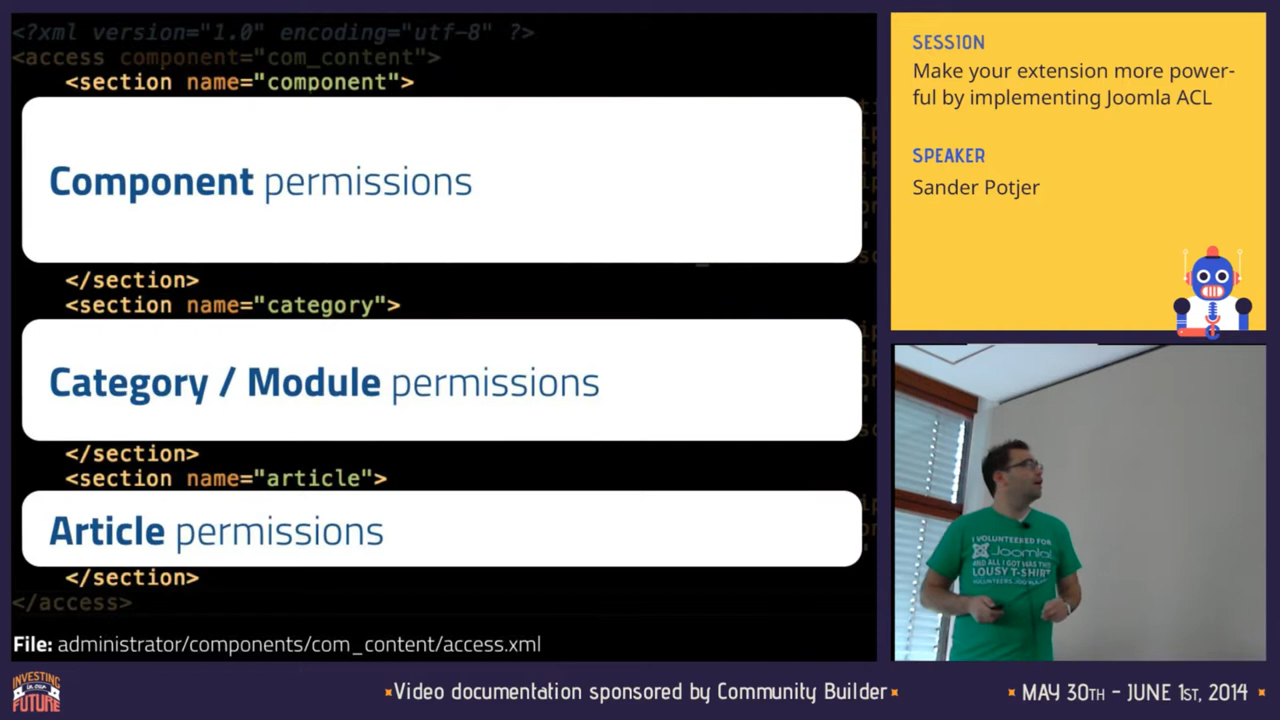 <?xml version="1.0" encoding="utf-8" ?>
<access component="com_content">
<section name="component">
Component permissions
</section>
<section name="category">
Category / Module permissions
</section>
<section name="article">
Article permissions
</section>
</access>
File: administrator/components/com_content/access.xml
SESSION
Make your extension more power-
ful by implementing Joomla ACL
SPEAKER
Sander Potjer
I VOLUNTEERED FOR
Joomla!
AND ALL I GOT WAS THIS
LOUSY T-SHIRT
INVESTING
IN OUR
FUTURE
Video documentation sponsored by Community Builder
MAY 30TH - JUNE 1ST, 2014